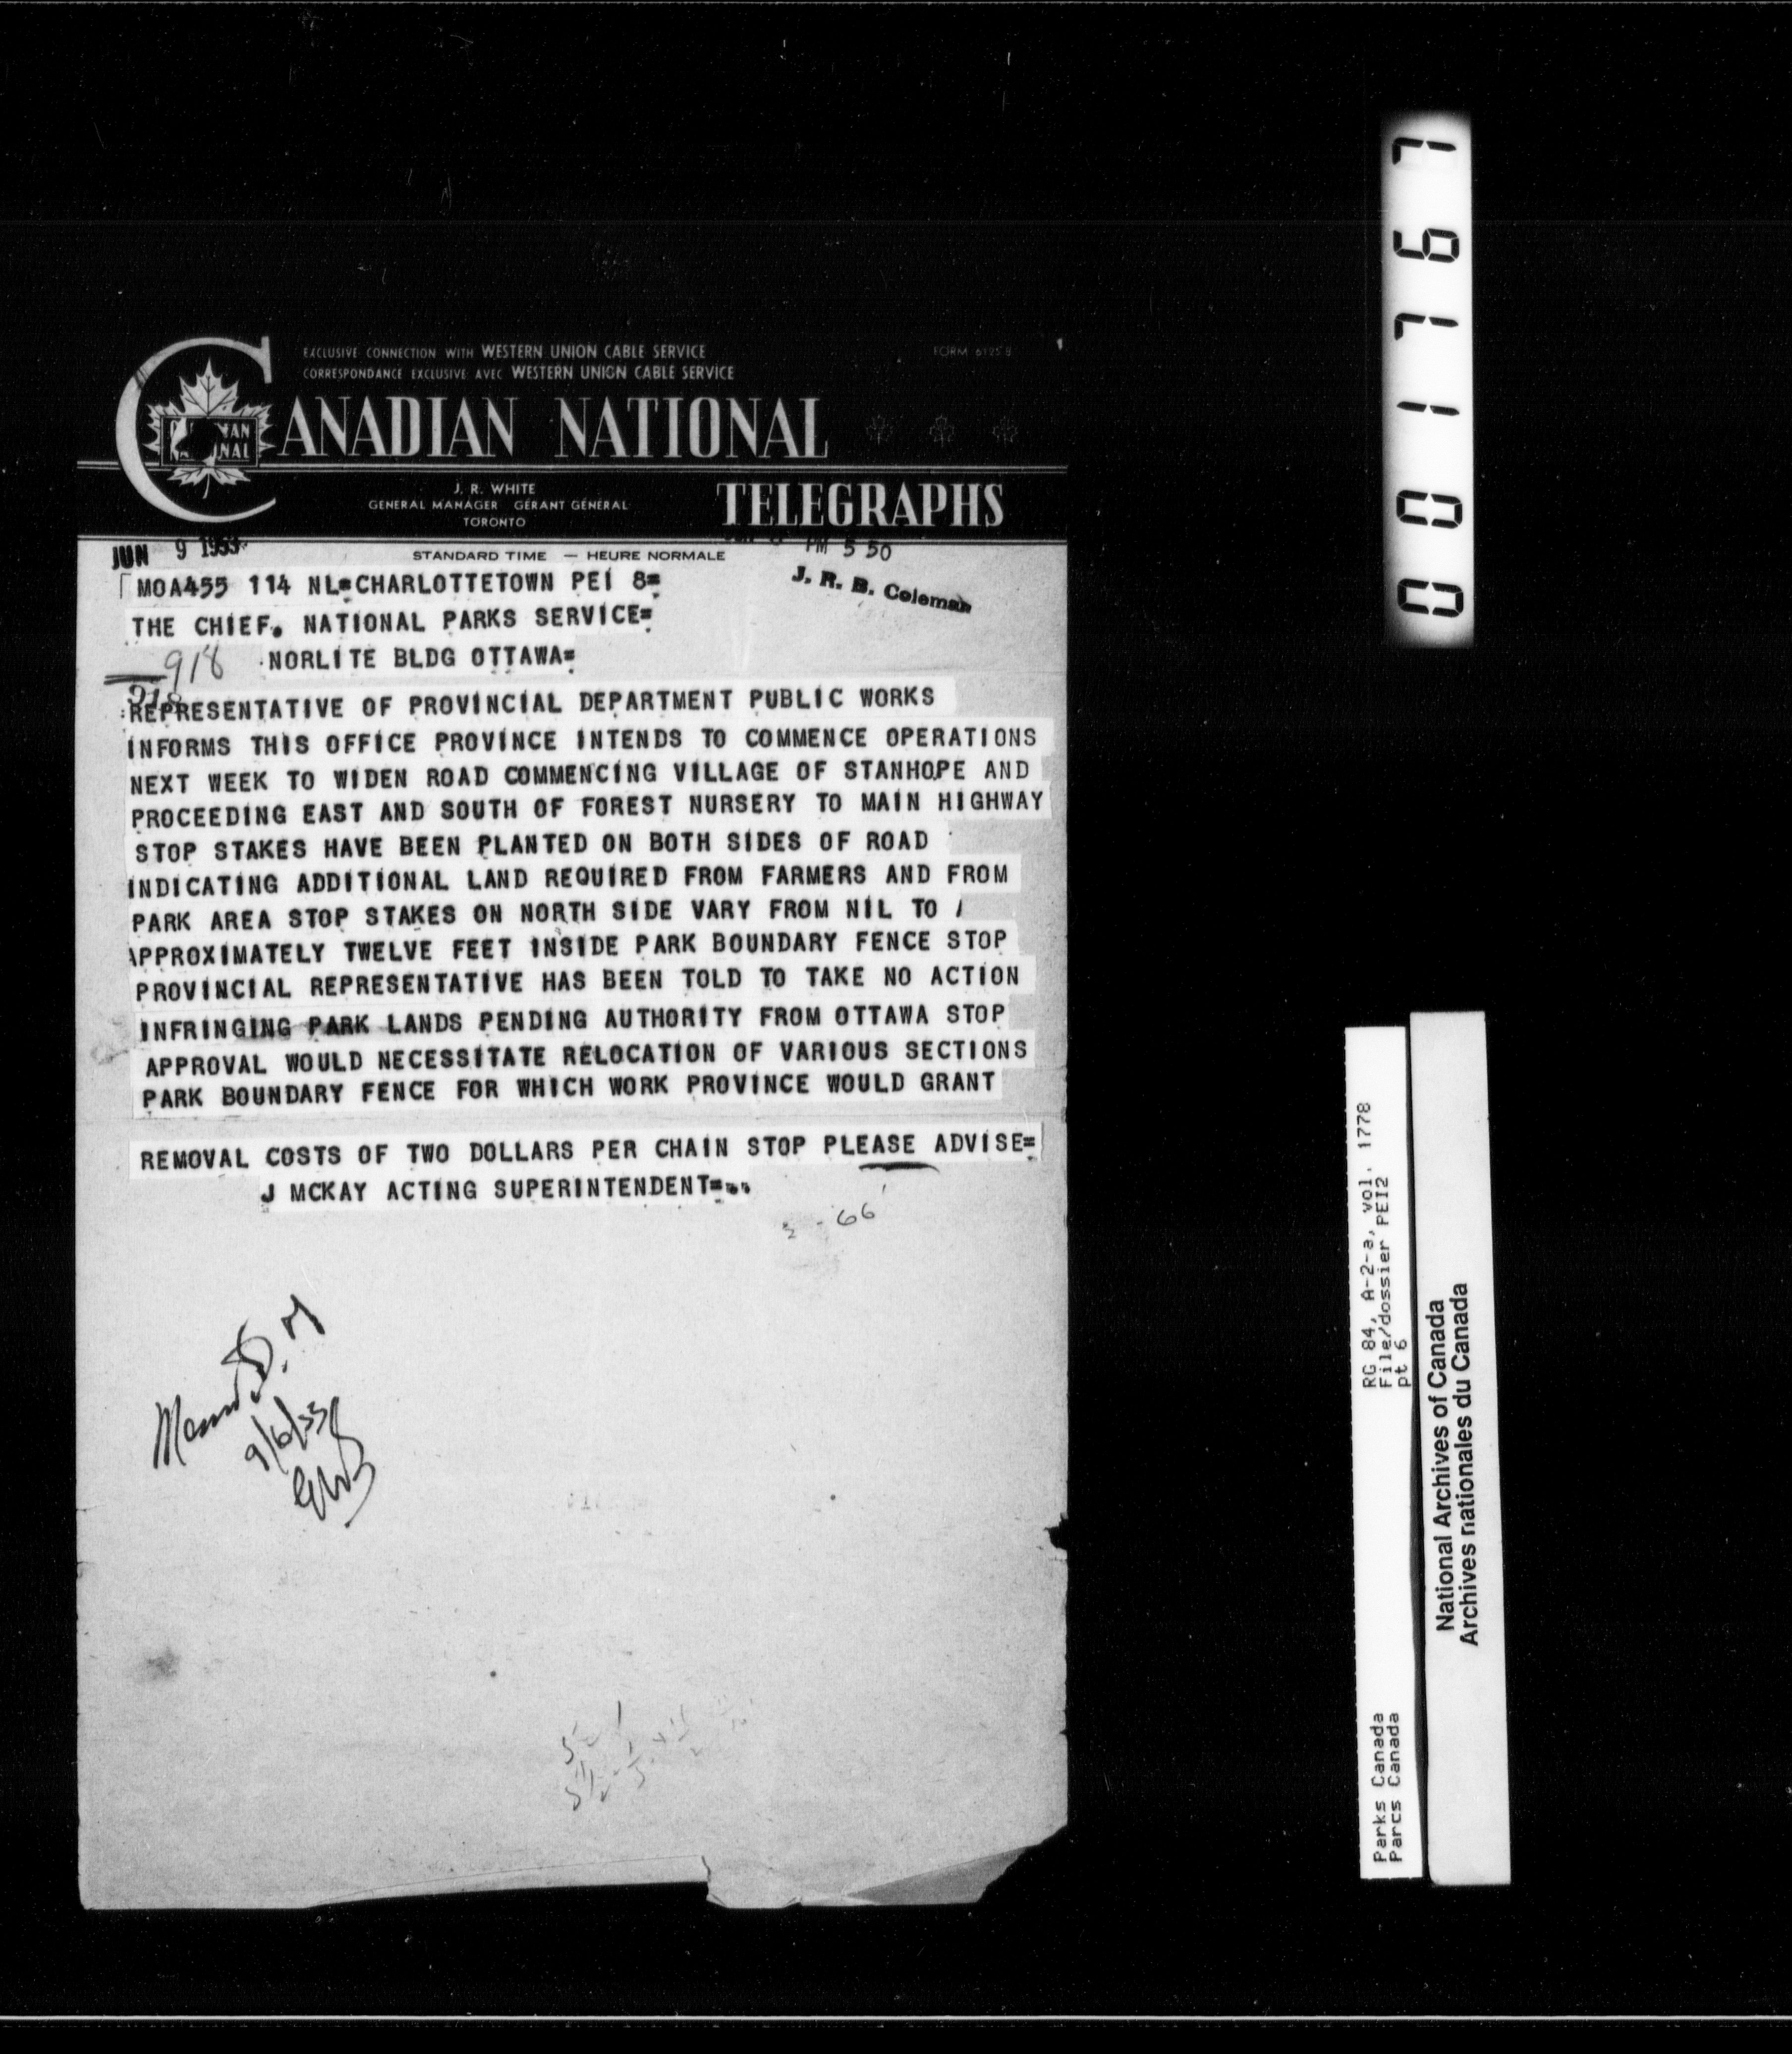 EXCLUSIVE CONNECTION WITH WESTERN UNION CABLE SERVICE
CORRESPONDANCE EXCLUSIVE AVEC WESTERN UNION CABLE SERVICE
FORM
CANADIAN NATIONAL
J. R. WHITE
GENERAL MANAGER GÉRANT GÉNÉRAL
TORONTO
TELEGRAPHS
JUN 9 1953
STANDARD TIME — HEURE NORMALE
PM 5 50
J. R. B. Coleman
MOA455 114 NL=CHARLOTTETOWN PEI 8=
THE CHIEF. NATIONAL PARKS SERVICE=
918 NORLITE BLDG OTTAWA=
918
REPRESENTATIVE OF PROVINCIAL DEPARTMENT PUBLIC WORKS
INFORMS THIS OFFICE PROVINCE INTENDS TO COMMENCE OPERATIONS
NEXT WEEK TO WIDEN ROAD COMMENCING VILLAGE OF STANHOPE AND
PROCEEDING EAST AND SOUTH OF FOREST NURSERY TO MAIN HIGHWAY
STOP STAKES HAVE BEEN PLANTED ON BOTH SIDES OF ROAD
INDICATING ADDITIONAL LAND REQUIRED FROM FARMERS AND FROM
PARK AREA STOP STAKES ON NORTH SIDE VARY FROM NIL TO
APPROXIMATELY TWELVE FEET INSIDE PARK BOUNDARY FENCE STOP
PROVINCIAL REPRESENTATIVE HAS BEEN TOLD TO TAKE NO ACTION
INFRINGING PARK LANDS PENDING AUTHORITY FROM OTTAWA STOP
APPROVAL WOULD NECESSITATE RELOCATION OF VARIOUS SECTIONS
PARK BOUNDARY FENCE FOR WHICH WORK PROVINCE WOULD GRANT
REMOVAL COSTS OF TWO DOLLARS PER CHAIN STOP PLEASE ADVISE=
J MCKAY ACTING SUPERINTENDENT=
66
9/6/53
001767
RG 84, A-2-a, vol. 1778
File/dossier PEI2
pt 6
Parks Canada
Parcs Canada
National Archives of Canada
Archives nationales du Canada